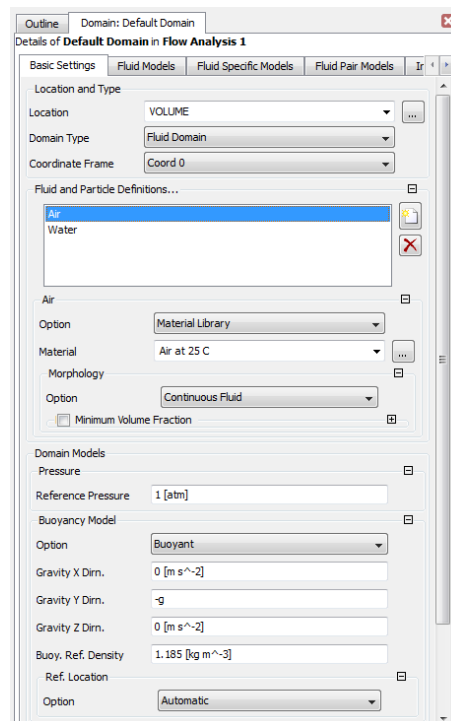 Outline Domain: Default Domain
Details of Default Domain in Flow Analysis 1
Basic Settings Fluid Models Fluid Specific Models Fluid Pair Models
Location and Type
Location VOLUME ...
Domain Type Fluid Domain
Coordinate Frame Coord 0
Fluid and Particle Definitions...
Air
Water
Air
Option Material Library
Material Air at 25 C ...
Morphology
Option Continuous Fluid
Minimum Volume Fraction
Domain Models
Pressure
Reference Pressure 1 [atm]
Buoyancy Model
Option Buoyant
Gravity X Dirn. 0 [m s^-2]
Gravity Y Dirn. -g
Gravity Z Dirn. 0 [m s^-2]
Buoy. Ref. Density 1.185 [kg m^-3]
Ref. Location
Option Automatic